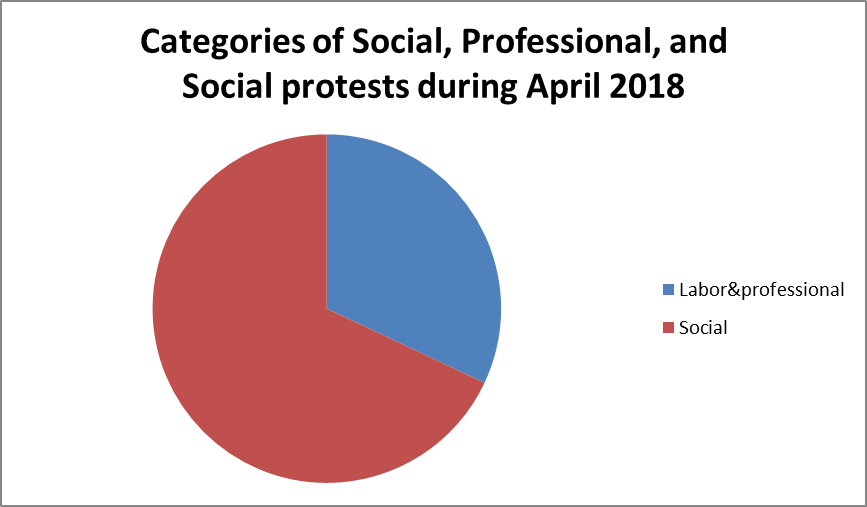 Categories of Social, Professional, and
Social protests during April 2018
Labor&professional
Social